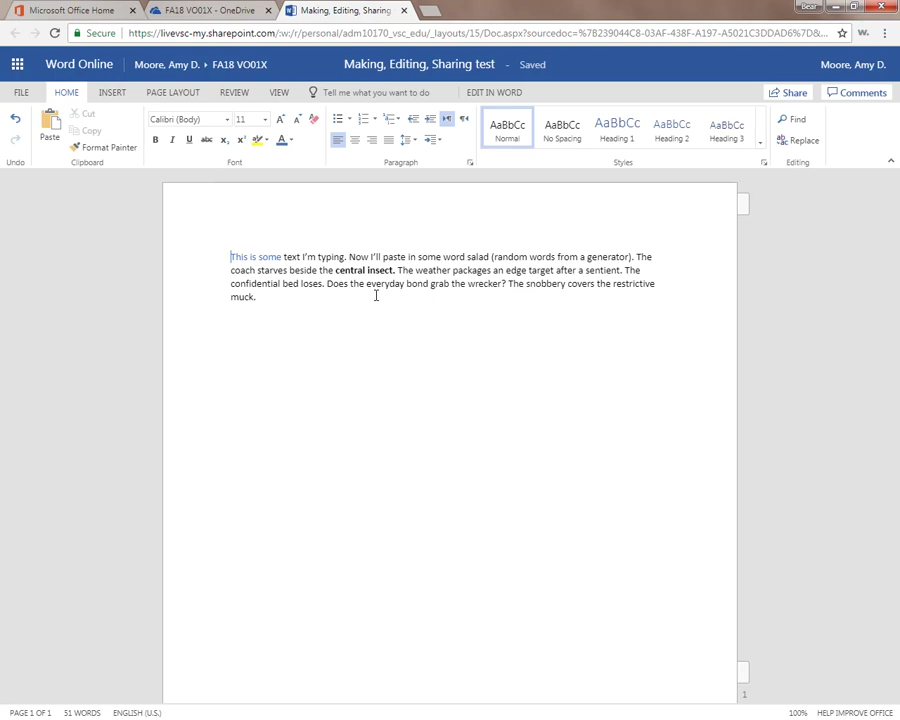 Microsoft Office Home
FA18 VO01X - OneDrive
Making, Editing, Sharing
Bear
Secure https://livevsc-my.sharepoint.com/:w:/r/personal/adm10170_vsc_edu/_layouts/15/Doc.aspx?sourcedoc=%7B239044C8-03AF-438F-A197-A5021C3DDAD6%7D&...
W.
Word Online Moore, Amy D. FA18 VO01X Making, Editing, Sharing test - Saved Moore, Amy D.
FILE HOME INSERT PAGE LAYOUT REVIEW VIEW Tell me what you want to do EDIT IN WORD Share Comments
Paste
Cut
Copy
Format Painter
Calibri (Body) 11
B I U abc x₂ x² A
AaBbCc AaBbCc AaBbCc AaBbCc AaBbCc
Normal No Spacing Heading 1 Heading 2 Heading 3
Find
Replace
Undo Clipboard Font Paragraph Styles Editing
This is some text I'm typing. Now I'll paste in some word salad (random words from a generator). The
coach starves beside the central insect. The weather packages an edge target after a sentient. The
confidential bed loses. Does the everyday bond grab the wrecker? The snobbery covers the restrictive
muck.
1
PAGE 1 OF 1 51 WORDS ENGLISH (U.S.) 100% HELP IMPROVE OFFICE